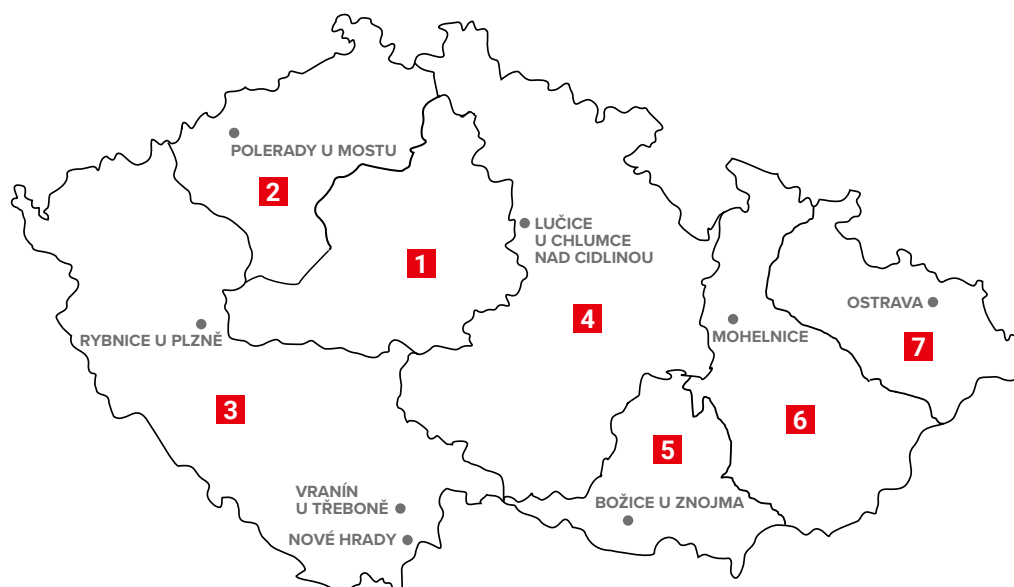 POLERADY U MOSTU
2
LUČICE
U CHLUMCE
NAD CIDLINOU
1
OSTRAVA
4
RYBNICE U PLZNĚ
MOHELNICE
7
3
6
5
VRANÍN
U TŘEBONĚ
BOŽICE U ZNOJMA
NOVÉ HRADY